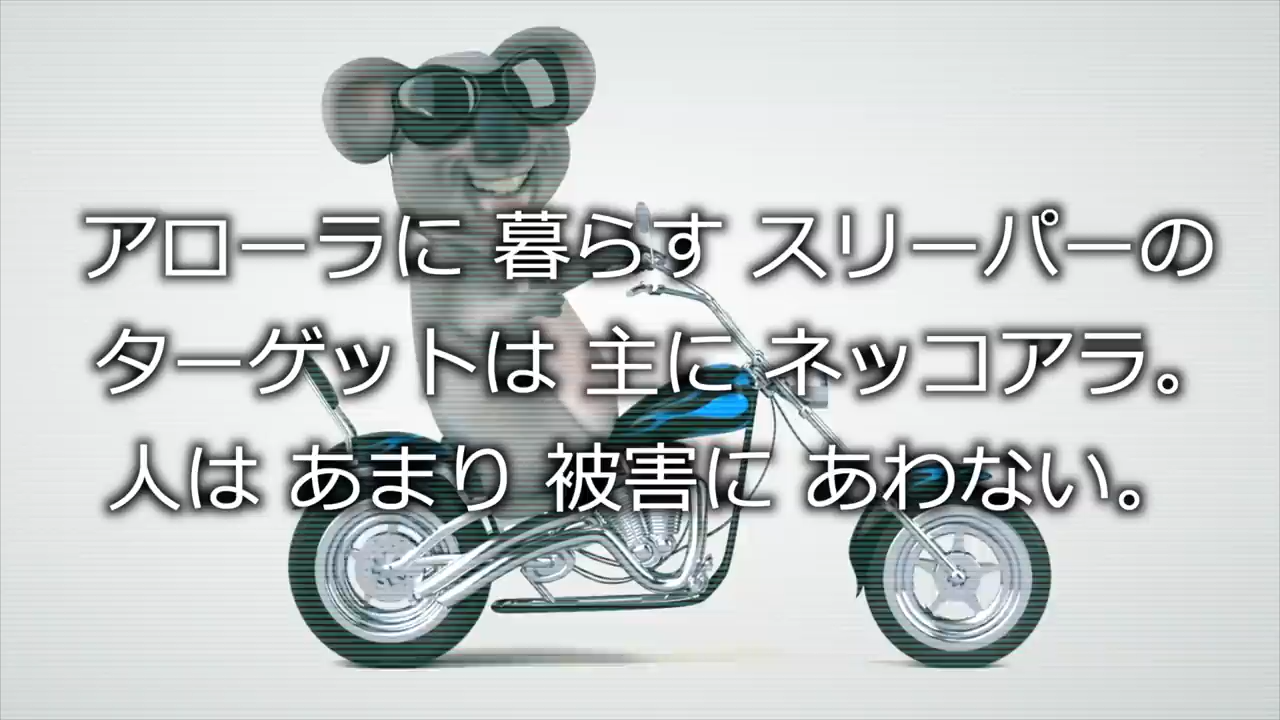 アローラに 暮らす スリーパーの
ターゲットは 主に ネッコアラ。
人は あまり 被害に あわない。